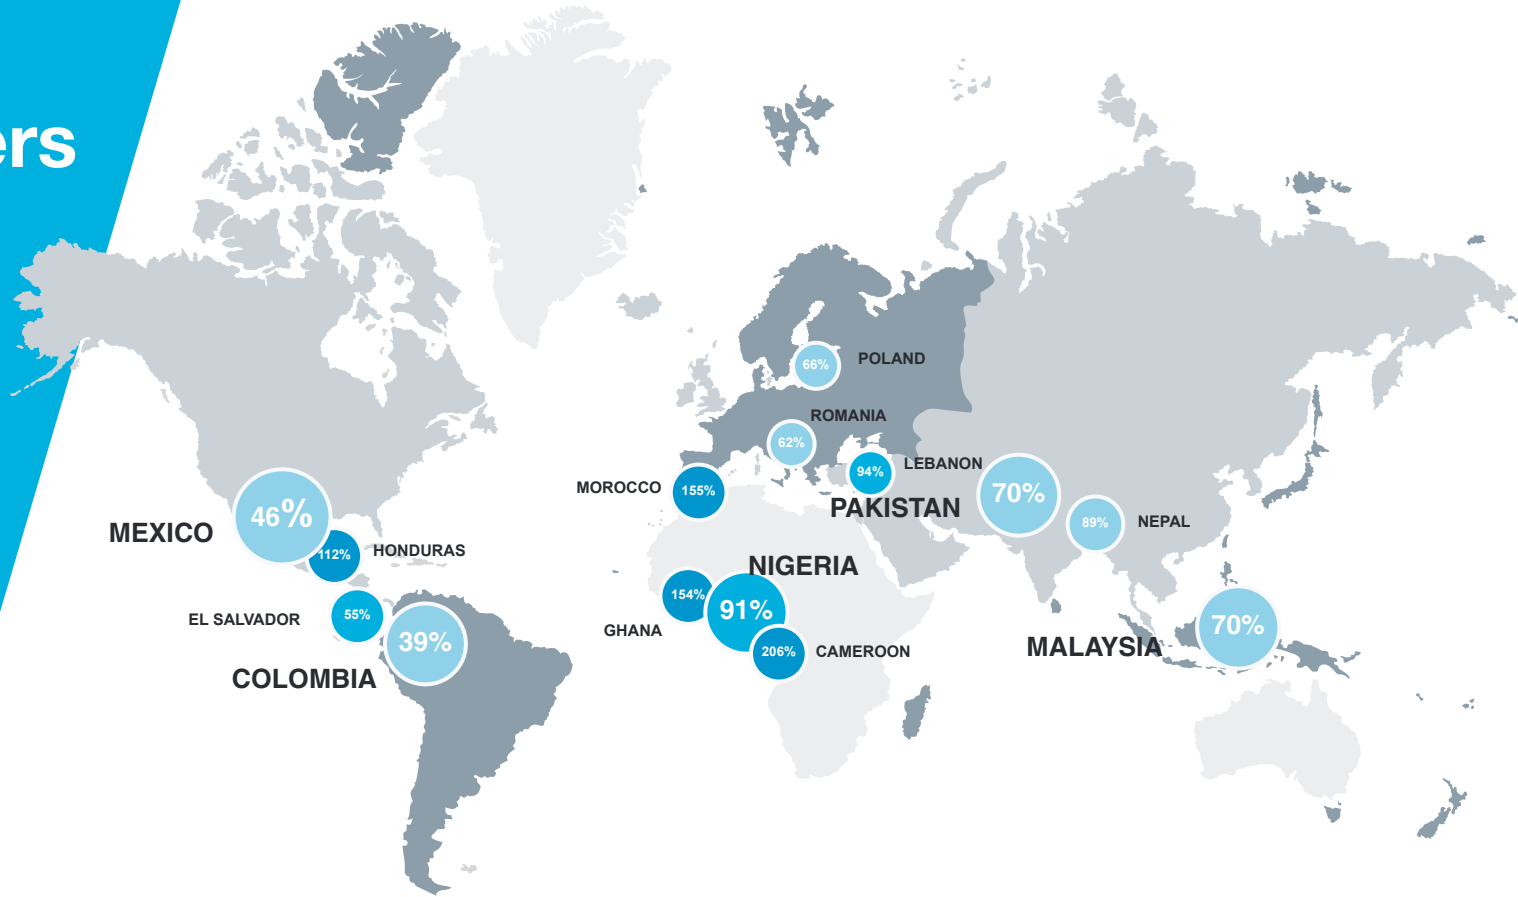 ers
66%
POLAND
ROMANIA
62%
94%
LEBANON
MOROCCO
155%
PAKISTAN
70%
89%
NEPAL
46%
MEXICO
112%
HONDURAS
NIGERIA
154%
91%
GHANA
206%
CAMEROON
EL SALVADOR
55%
39%
COLOMBIA
MALAYSIA
70%